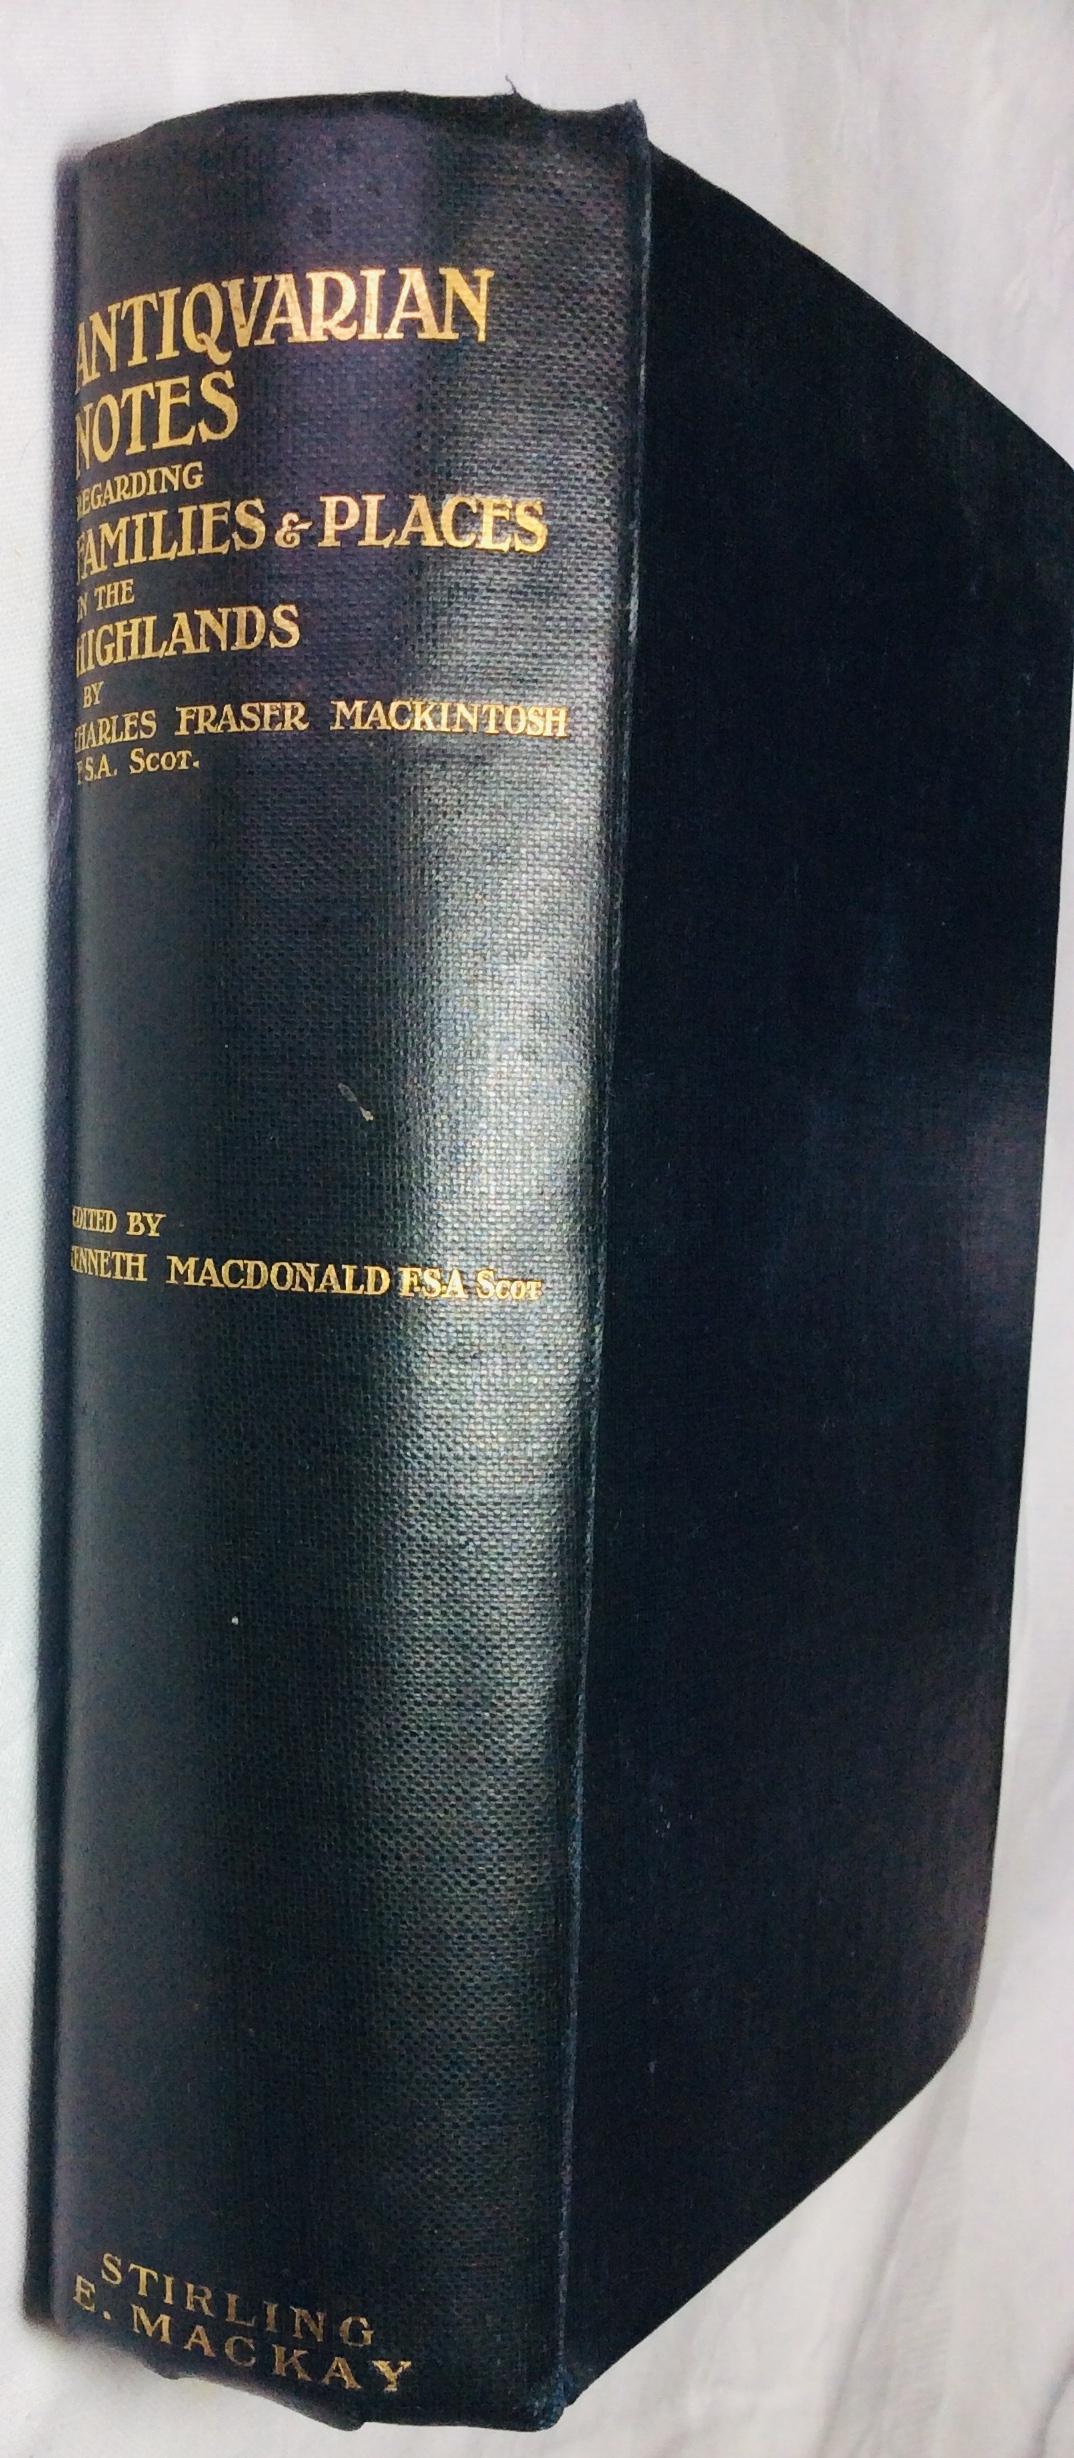 ANTIQVARIAN
NOTES
REGARDING
FAMILIES & PLACES
IN THE
HIGHLANDS
BY
CHARLES FRASER MACKINTOSH
F.S.A. SCOT.
EDITED BY
KENNETH MACDONALD F.S.A SCOT
STIRLING
E. MACKAY